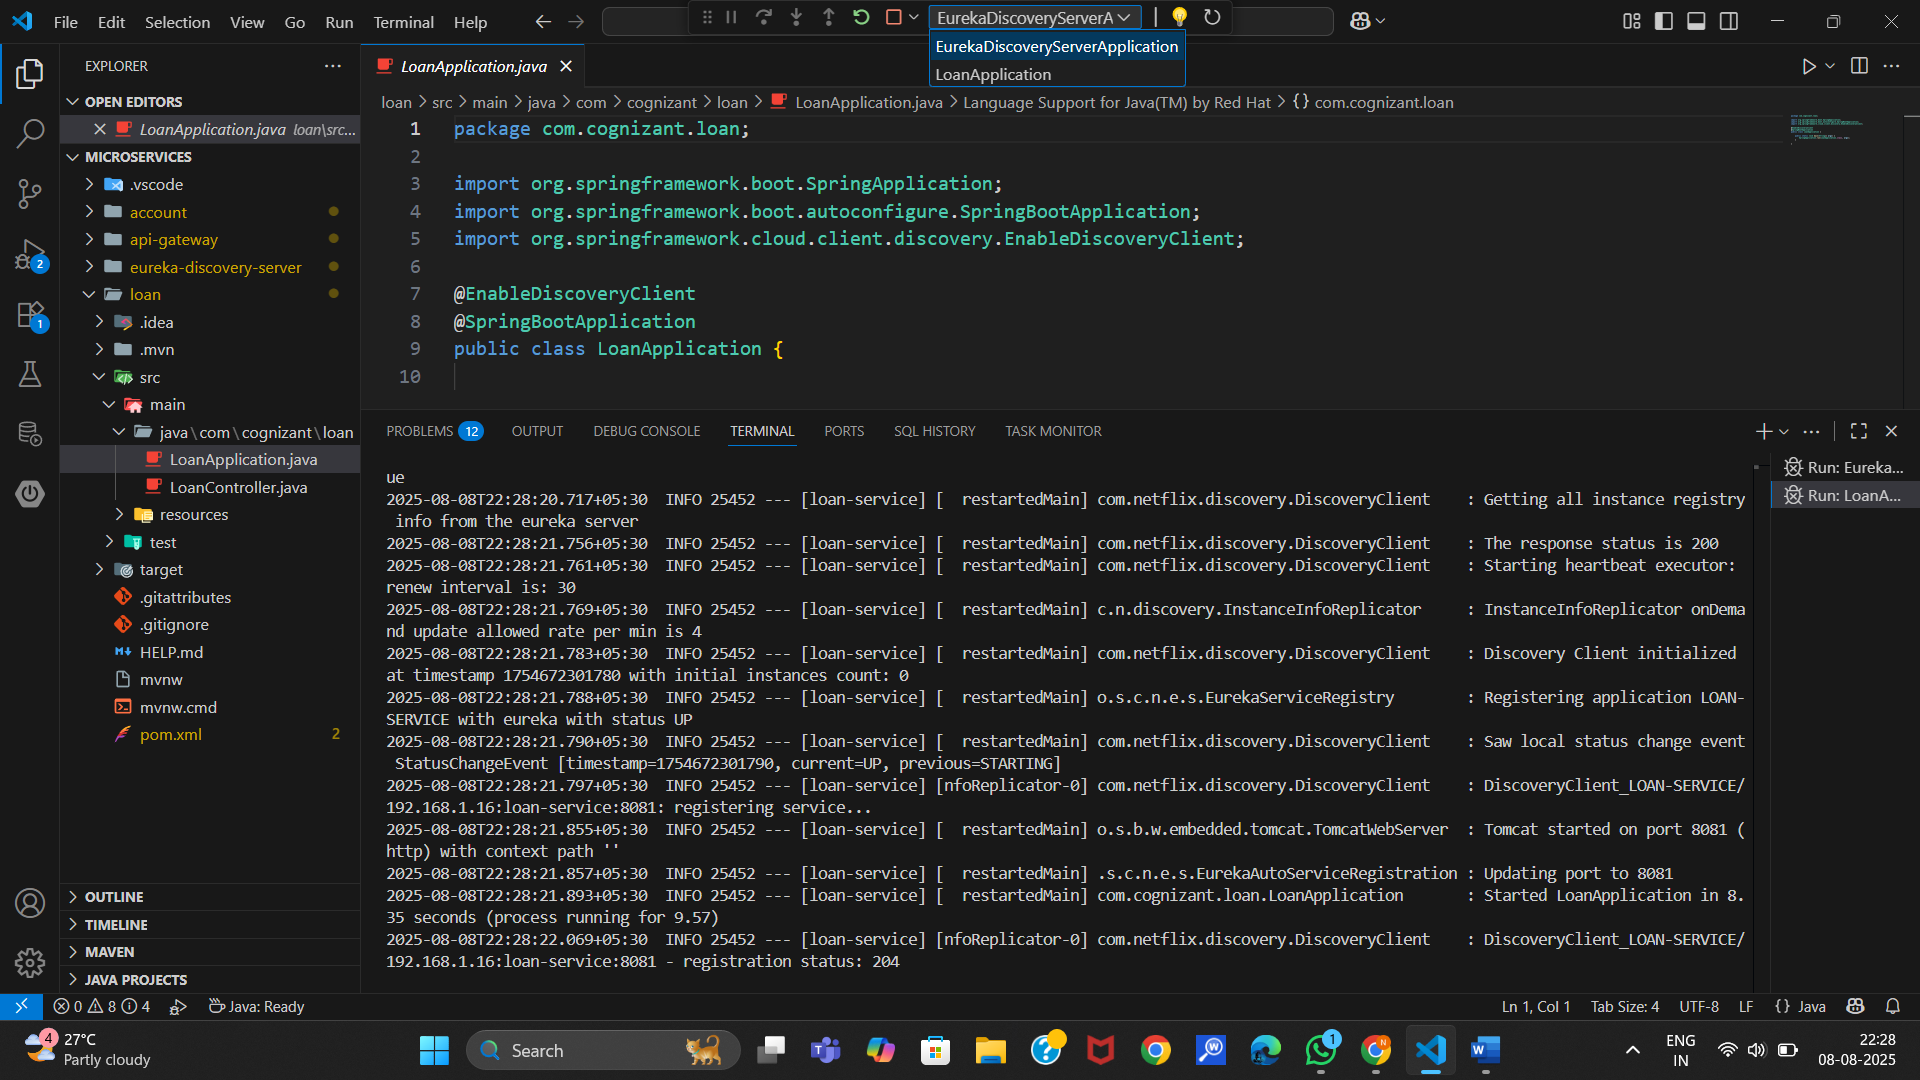 File Edit Selection View Go Run Terminal Help
EurekaDiscoveryServerA
EurekaDiscoveryServerApplication
LoanApplication
EXPLORER
OPEN EDITORS
LoanApplication.java loan\src...
MICROSERVICES
.vscode
account
api-gateway
eureka-discovery-server
loan
.idea
.mvn
src
main
java\com\cognizant\loan
LoanApplication.java
LoanController.java
resources
test
target
.gitattributes
.gitignore
HELP.md
mvnw
mvnw.cmd
pom.xml 2
OUTLINE
TIMELINE
MAVEN
JAVA PROJECTS
2
1
LoanApplication.java
loan > src > main > java > com > cognizant > loan > LoanApplication.java > Language Support for Java(TM) by Red Hat > {} com.cognizant.loan
1 package com.cognizant.loan;
2
3 import org.springframework.boot.SpringApplication;
4 import org.springframework.boot.autoconfigure.SpringBootApplication;
5 import org.springframework.cloud.client.discovery.EnableDiscoveryClient;
6
7 @EnableDiscoveryClient
8 @SpringBootApplication
9 public class LoanApplication {
10
PROBLEMS 12 OUTPUT DEBUG CONSOLE TERMINAL PORTS SQL HISTORY TASK MONITOR
Run: Eureka...
Run: LoanA...
ue
2025-08-08T22:28:20.717+05:30  INFO 25452 --- [loan-service] [  restartedMain] com.netflix.discovery.DiscoveryClient    : Getting all instance registry
info from the eureka server
2025-08-08T22:28:21.756+05:30  INFO 25452 --- [loan-service] [  restartedMain] com.netflix.discovery.DiscoveryClient    : The response status is 200
2025-08-08T22:28:21.761+05:30  INFO 25452 --- [loan-service] [  restartedMain] com.netflix.discovery.DiscoveryClient    : Starting heartbeat executor:
renew interval is: 30
2025-08-08T22:28:21.769+05:30  INFO 25452 --- [loan-service] [  restartedMain] c.n.discovery.InstanceInfoReplicator     : InstanceInfoReplicator onDema
nd update allowed rate per min is 4
2025-08-08T22:28:21.783+05:30  INFO 25452 --- [loan-service] [  restartedMain] com.netflix.discovery.DiscoveryClient    : Discovery Client initialized
at timestamp 1754672301780 with initial instances count: 0
2025-08-08T22:28:21.788+05:30  INFO 25452 --- [loan-service] [  restartedMain] o.s.c.n.e.s.EurekaServiceRegistry        : Registering application LOAN-
SERVICE with eureka with status UP
2025-08-08T22:28:21.790+05:30  INFO 25452 --- [loan-service] [  restartedMain] com.netflix.discovery.DiscoveryClient    : Saw local status change event
StatusChangeEvent [timestamp=1754672301790, current=UP, previous=STARTING]
2025-08-08T22:28:21.797+05:30  INFO 25452 --- [loan-service] [nfoReplicator-0] com.netflix.discovery.DiscoveryClient    : DiscoveryClient_LOAN-SERVICE/
192.168.1.16:loan-service:8081: registering service...
2025-08-08T22:28:21.855+05:30  INFO 25452 --- [loan-service] [  restartedMain] o.s.b.w.embedded.tomcat.TomcatWebServer  : Tomcat started on port 8081 (
http) with context path ''
2025-08-08T22:28:21.857+05:30  INFO 25452 --- [loan-service] [  restartedMain] .s.c.n.e.s.EurekaAutoServiceRegistration : Updating port to 8081
2025-08-08T22:28:21.893+05:30  INFO 25452 --- [loan-service] [  restartedMain] com.cognizant.loan.LoanApplication       : Started LoanApplication in 8.
35 seconds (process running for 9.57)
2025-08-08T22:28:22.069+05:30  INFO 25452 --- [loan-service] [nfoReplicator-0] com.netflix.discovery.DiscoveryClient    : DiscoveryClient_LOAN-SERVICE/
192.168.1.16:loan-service:8081 - registration status: 204
0 8 4 Java: Ready Ln 1, Col 1 Tab Size: 4 UTF-8 LF {} Java
4 27°C
Partly cloudy
Search
1
ENG
IN
22:28
08-08-2025